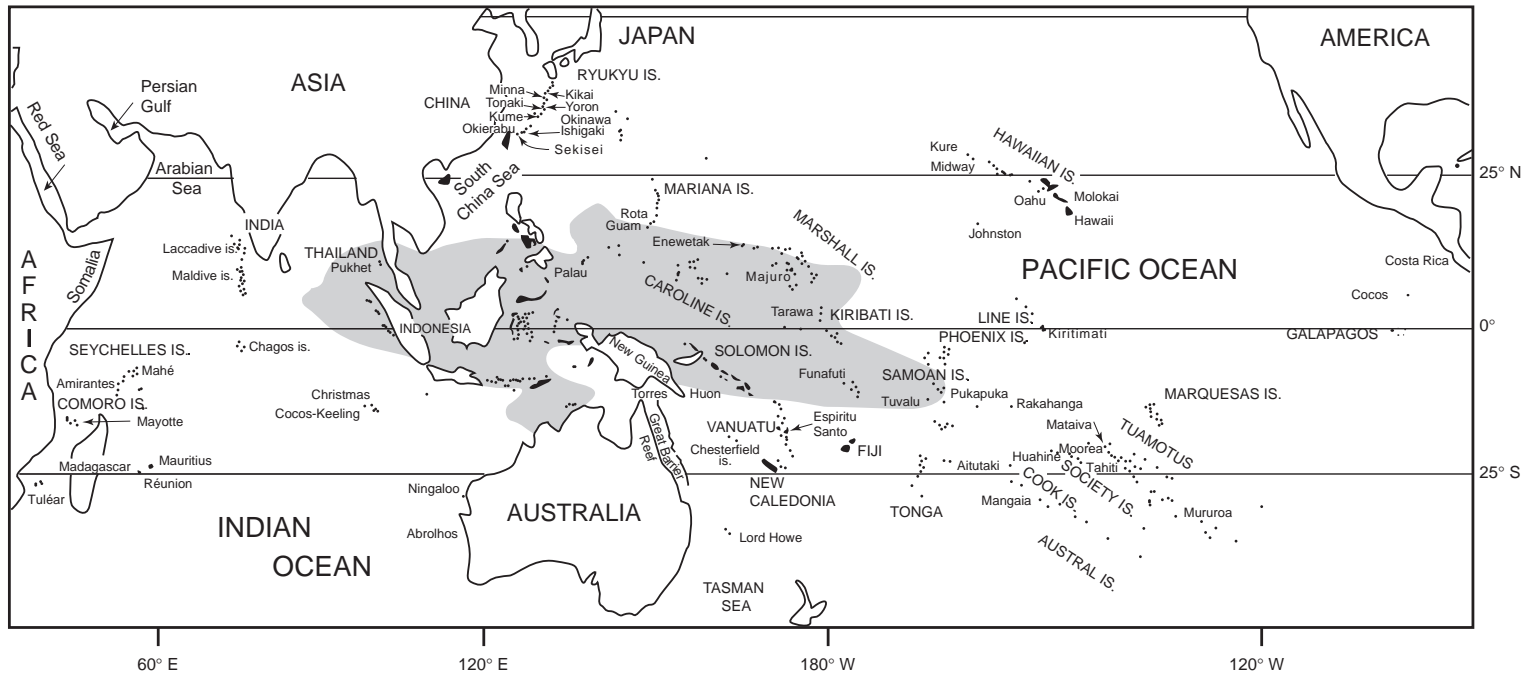 JAPAN
AMERICA
ASIA
RYUKYU IS.
Persian
Gulf
CHINA
Minna
Kikai
Tonaki
Yoron
Kume
Okinawa
Okierabu
Ishigaki
Sekisei
Red Sea
Arabian
Sea
South
China Sea
Kure
Midway
HAWAIIAN IS.
25° N
Oahu
Molokai
Hawaii
MARIANA IS.
Rota
Guam
INDIA
Johnston
Enewetak
MARSHALL IS.
Laccadive is.
THAILAND
Pukhet
Palau
Majuro
PACIFIC OCEAN
Costa Rica
AFRICA
Somalia
Maldive is.
CAROLINE IS.
Cocos
Tarawa
KIRIBATI IS.
LINE IS.
INDONESIA
0°
PHOENIX IS.
Kiritimati
GALAPAGOS
SEYCHELLES IS.
Chagos is.
New Guinea
SOLOMON IS.
Mahé
Amirantes
Funafuti
SAMOAN IS.
COMORO IS.
Christmas
Cocos-Keeling
Torres
Huon
Tuvalu
Pukapuka
Rakahanga
MARQUESAS IS.
Mayotte
Great Barrier
Reef
VANUATU
Espiritu
Santo
Mataiva
TUAMOTUS
Chesterfield
is.
FIJI
Moorea
Huahine
Madagascar
Mauritius
Réunion
Aitutaki
Tahiti
25° S
Tuléar
Ningaloo
NEW
CALEDONIA
SOCIETY IS.
COOK IS.
Mangaia
TONGA
Mururoa
AUSTRALIA
INDIAN
OCEAN
Abrolhos
Lord Howe
AUSTRAL IS.
TASMAN
SEA
60° E
120° E
180° W
120° W